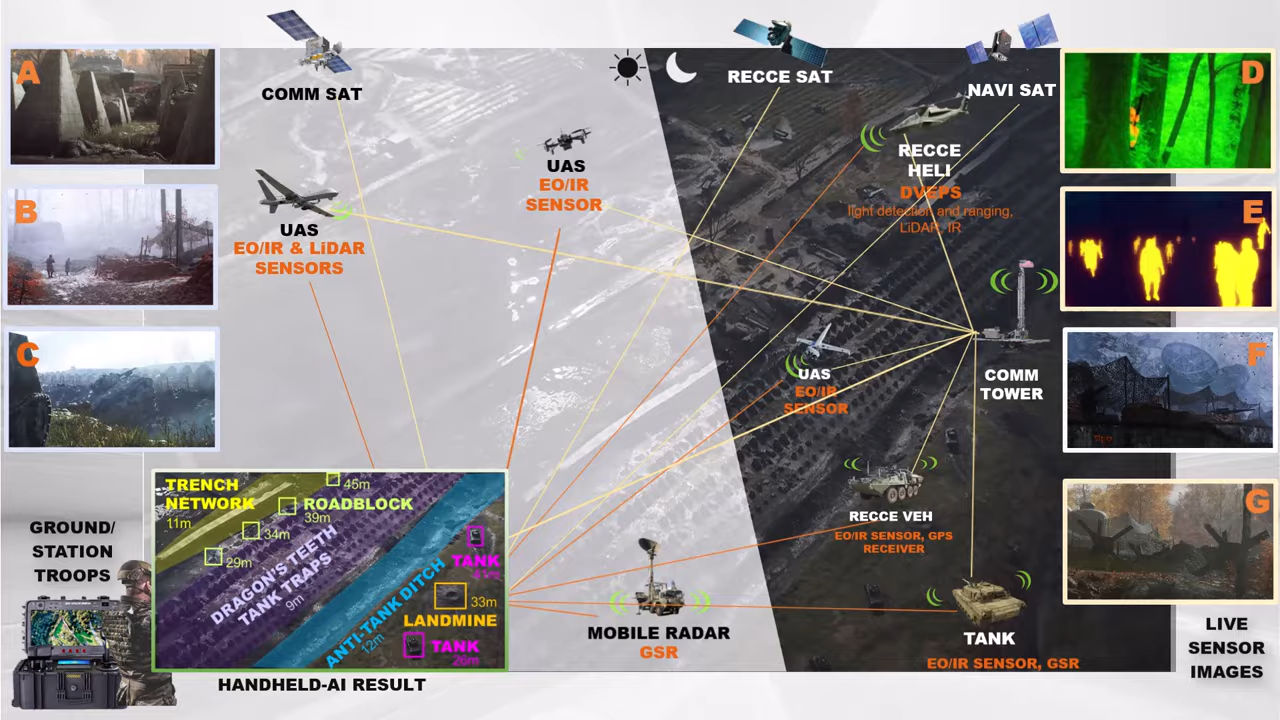 A
B
C
GROUND/
STATION
TROOPS
COMM SAT
UAS
EO/IR & LiDAR
SENSORS
UAS
EO/IR
SENSOR
RECCE SAT
NAVI SAT
RECCE
HELI
DVEPS
light detection and ranging,
LiDAR, IR
UAS
EO/IR
SENSOR
COMM
TOWER
RECCE VEH
EO/IR SENSOR, GPS
RECEIVER
TRENCH
NETWORK
11m
45m
ROADBLOCK
39m
34m
29m
DRAGON'S TEETH
TANK TRAPS
9m
ANTI-TANK DITCH
12m
TANK
33m
LANDMINE
TANK
26m
HANDHELD-AI RESULT
MOBILE RADAR
GSR
TANK
EO/IR SENSOR, GSR
D
E
F
G
LIVE
SENSOR
IMAGES